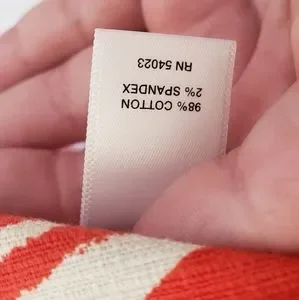 98% COTTON
2% SPANDEX
RN 54023